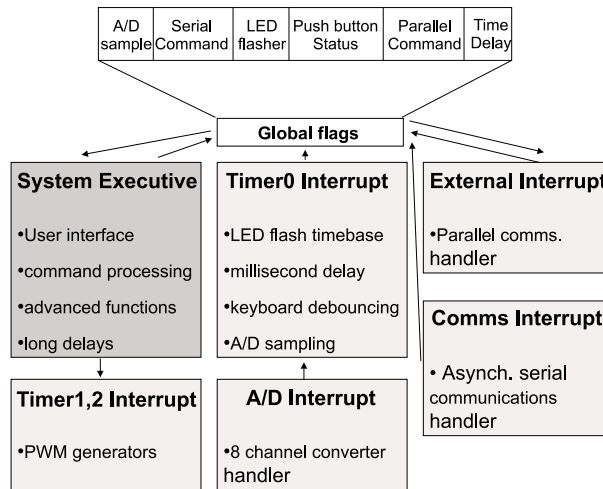 A/D sample
Serial Command
LED flasher
Push button Status
Parallel Command
Time Delay
Global flags
System Executive
•User interface
•command processing
•advanced functions
•long delays
Timer0 Interrupt
•LED flash timebase
•millisecond delay
•keyboard debouncing
•A/D sampling
External Interrupt
•Parallel comms.
handler
Comms Interrupt
• Asynch. serial
communications
handler
Timer1,2 Interrupt
•PWM generators
A/D Interrupt
•8 channel converter
handler